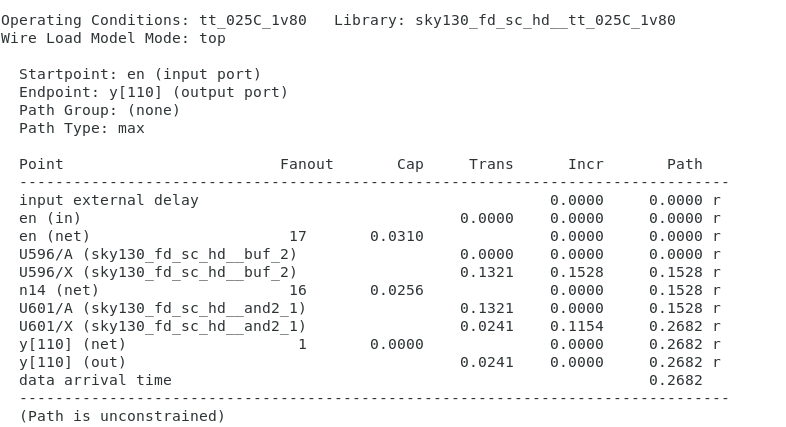 Operating Conditions: tt_025C_1v80   Library: sky130_fd_sc_hd__tt_025C_1v80
Wire Load Model Mode: top

  Startpoint: en (input port)
  Endpoint: y[110] (output port)
  Path Group: (none)
  Path Type: max

  Point                        Fanout       Cap     Trans      Incr       Path
  -------------------------------------------------------------------------------
  input external delay                                       0.0000     0.0000 r
  en (in)                                          0.0000    0.0000     0.0000 r
  en (net)                      17       0.0310              0.0000     0.0000 r
  U596/A (sky130_fd_sc_hd__buf_2)                  0.0000    0.0000     0.0000 r
  U596/X (sky130_fd_sc_hd__buf_2)                  0.1321    0.1528     0.1528 r
  n14 (net)                     16       0.0256              0.0000     0.1528 r
  U601/A (sky130_fd_sc_hd__and2_1)                 0.1321    0.0000     0.1528 r
  U601/X (sky130_fd_sc_hd__and2_1)                 0.0241    0.1154     0.2682 r
  y[110] (net)                   1       0.0000              0.0000     0.2682 r
  y[110] (out)                                     0.0241    0.0000     0.2682 r
  data arrival time                                                     0.2682
  -------------------------------------------------------------------------------
  (Path is unconstrained)